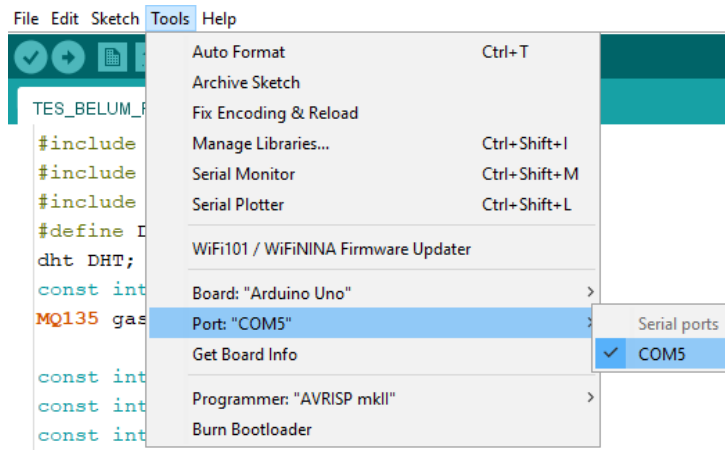 File Edit Sketch Tools Help
Auto Format Ctrl+T
Archive Sketch
TES_BELUM_
Fix Encoding & Reload
#include Manage Libraries... Ctrl+Shift+I
#include Serial Monitor Ctrl+Shift+M
#include Serial Plotter Ctrl+Shift+L
#define
WiFi101 / WiFiNINA Firmware Updater
dht DHT;
const int Board: "Arduino Uno"
MQ135 gas Port: "COM5" Serial ports
Get Board Info COM5
const int
const int Programmer: "AVRISP mkII"
const int Burn Bootloader